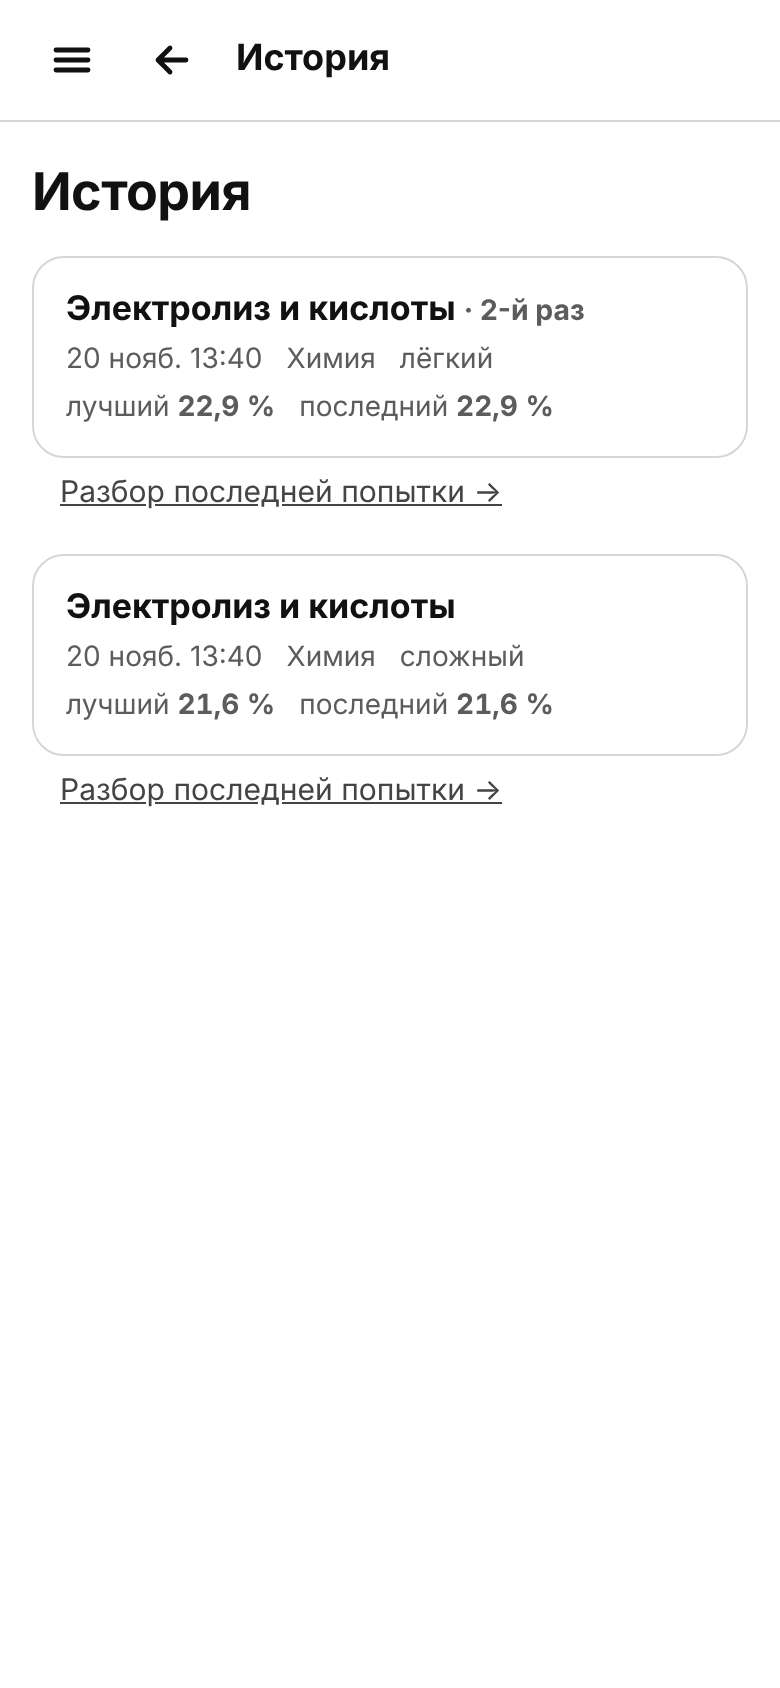 История
История
Электролиз и кислоты · 2-й раз
20 нояб. 13:40 Химия лёгкий
лучший 22,9 % последний 22,9 %
Разбор последней попытки →
Электролиз и кислоты
20 нояб. 13:40 Химия сложный
лучший 21,6 % последний 21,6 %
Разбор последней попытки →